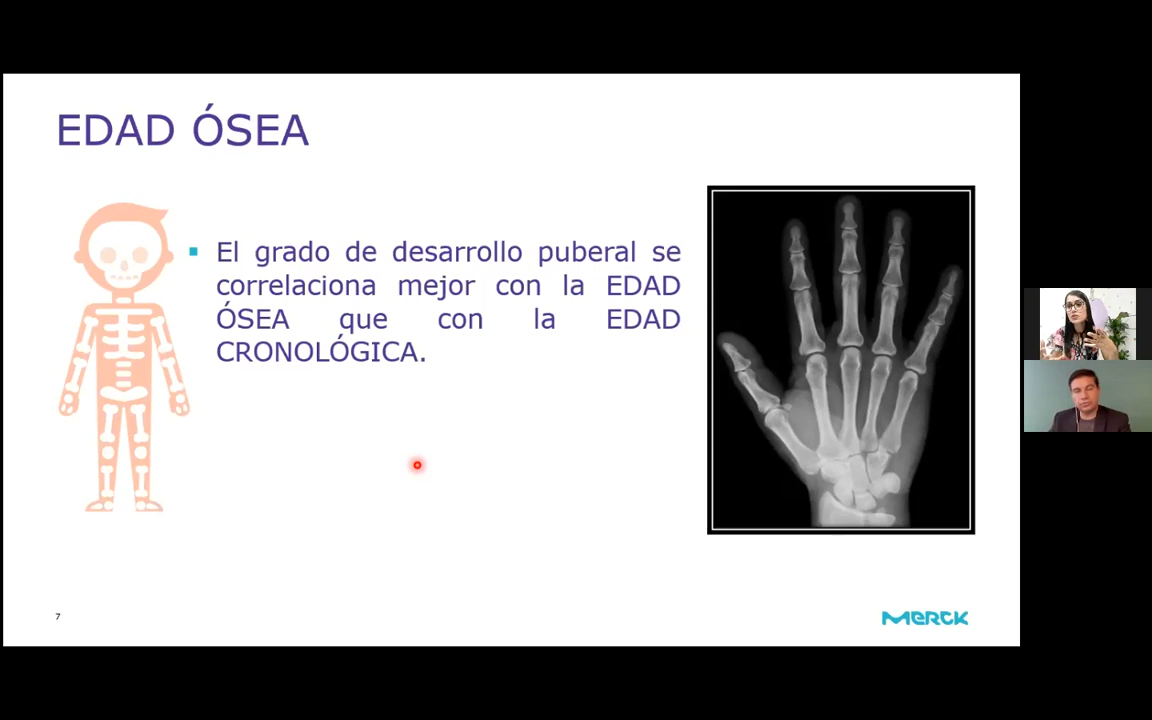 EDAD ÓSEA
▪ El grado de desarrollo puberal se
correlaciona mejor con la EDAD
ÓSEA que con la EDAD
CRONOLÓGICA.
7
MERCK